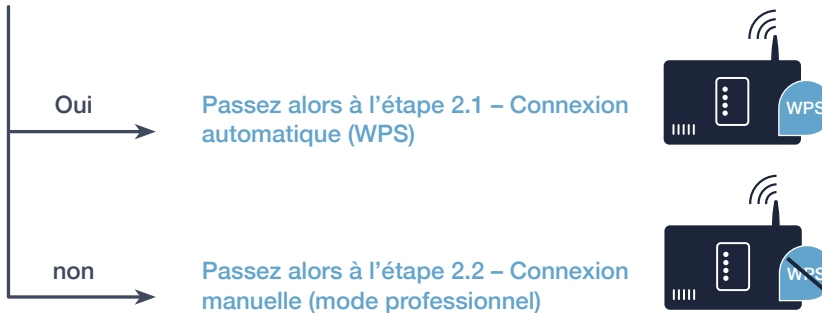 Oui
Passez alors à l'étape 2.1 – Connexion
automatique (WPS)
WPS
non
Passez alors à l'étape 2.2 – Connexion
manuelle (mode professionnel)
WPS